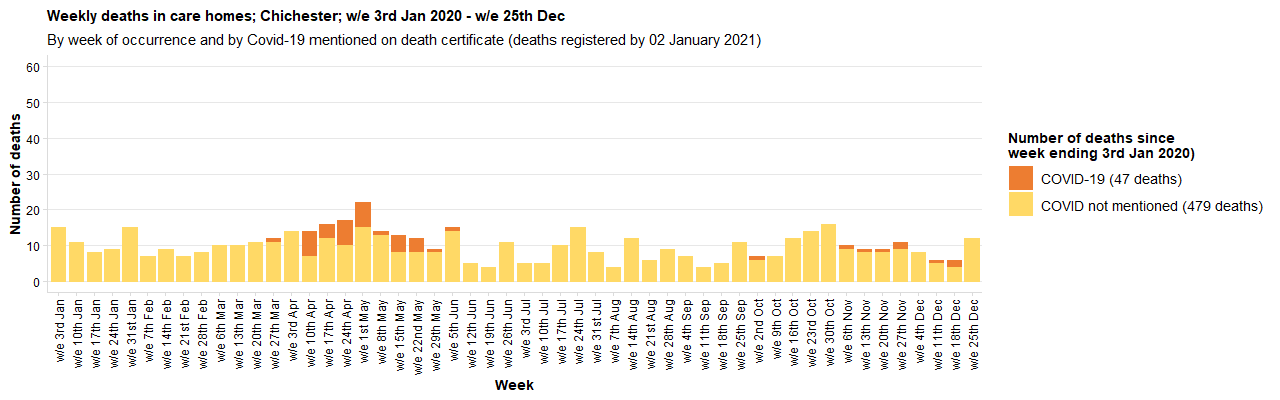 Weekly deaths in care homes; Chichester; w/e 3rd Jan 2020 - w/e 25th Dec
By week of occurrence and by Covid-19 mentioned on death certificate (deaths registered by 02 January 2021)
Number of deaths
60
50
40
30
20
10
0
w/e 3rd Jan
w/e 10th Jan
w/e 17th Jan
w/e 24th Jan
w/e 31st Jan
w/e 7th Feb
w/e 14th Feb
w/e 21st Feb
w/e 28th Feb
w/e 6th Mar
w/e 13th Mar
w/e 20th Mar
w/e 27th Mar
w/e 3rd Apr
w/e 10th Apr
w/e 17th Apr
w/e 24th Apr
w/e 1st May
w/e 8th May
w/e 15th May
w/e 22nd May
w/e 29th May
w/e 5th Jun
w/e 12th Jun
w/e 19th Jun
w/e 26th Jun
w/e 3rd Jul
w/e 10th Jul
w/e 17th Jul
w/e 24th Jul
w/e 31st Jul
w/e 7th Aug
w/e 14th Aug
w/e 21st Aug
w/e 28th Aug
w/e 4th Sep
w/e 11th Sep
w/e 18th Sep
w/e 25th Sep
w/e 2nd Oct
w/e 9th Oct
w/e 16th Oct
w/e 23rd Oct
w/e 30th Oct
w/e 6th Nov
w/e 13th Nov
w/e 20th Nov
w/e 27th Nov
w/e 4th Dec
w/e 11th Dec
w/e 18th Dec
w/e 25th Dec
Week
Number of deaths since
week ending 3rd Jan 2020)
COVID-19 (47 deaths)
COVID not mentioned (479 deaths)